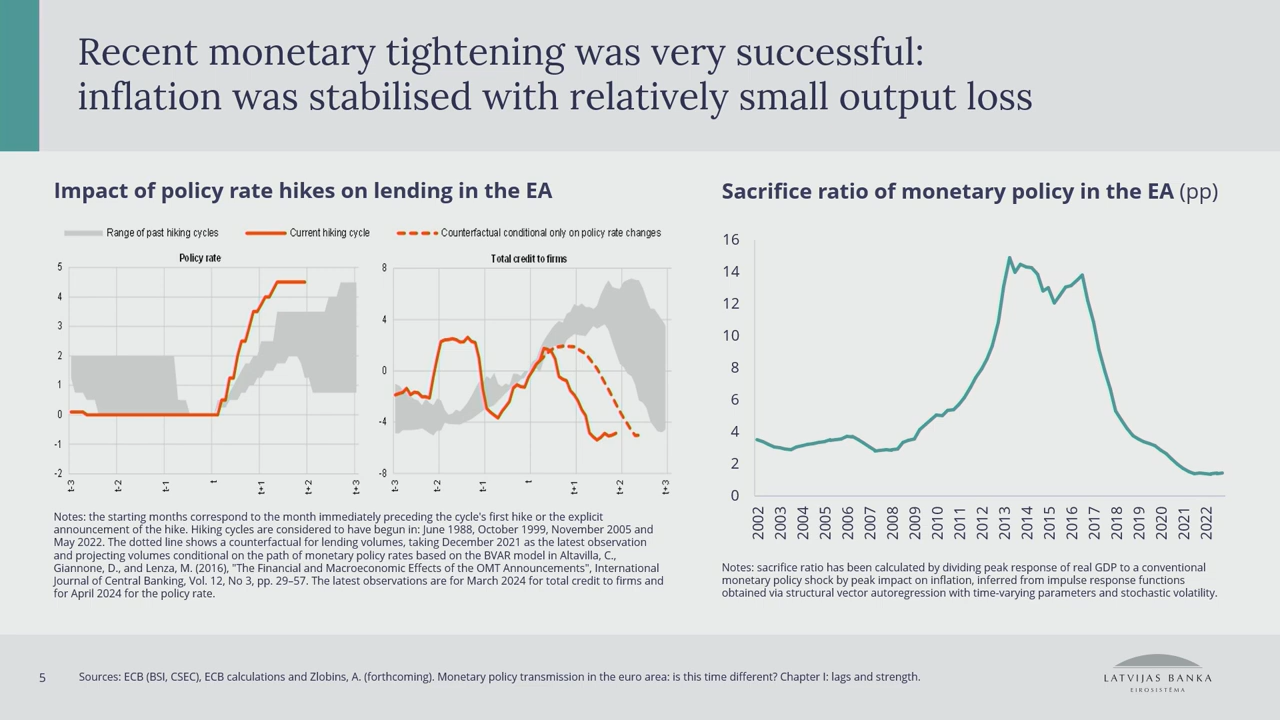 Recent monetary tightening was very successful:
inflation was stabilised with relatively small output loss
Impact of policy rate hikes on lending in the EA
Range of past hiking cycles
Current hiking cycle
Counterfactual conditional only on policy rate changes
Policy rate
5
4
3
2
1
0
-1
-2
t-3
t-2
t-1
t
t+1
t+2
t+3
Total credit to firms
8
4
0
-4
-8
t-3
t-2
t-1
t
t+1
t+2
t+3
Notes: the starting months correspond to the month immediately preceding the cycle's first hike or the explicit
announcement of the hike. Hiking cycles are considered to have begun in: June 1988, October 1999, November 2005 and
May 2022. The dotted line shows a counterfactual for lending volumes, taking December 2021 as the latest observation
and projecting volumes conditional on the path of monetary policy rates based on the BVAR model in Altavilla, C.,
Giannone, D., and Lenza, M. (2016), "The Financial and Macroeconomic Effects of the OMT Announcements", International
Journal of Central Banking, Vol. 12, No 3, pp. 29–57. The latest observations are for March 2024 for total credit to firms and
for April 2024 for the policy rate.
Sacrifice ratio of monetary policy in the EA (pp)
16
14
12
10
8
6
4
2
0
2002
2003
2004
2005
2006
2007
2008
2009
2010
2011
2012
2013
2014
2015
2016
2017
2018
2019
2020
2021
2022
Notes: sacrifice ratio has been calculated by dividing peak response of real GDP to a conventional
monetary policy shock by peak impact on inflation, inferred from impulse response functions
obtained via structural vector autoregression with time-varying parameters and stochastic volatility.
5
Sources: ECB (BSI, CSEC), ECB calculations and Zlobins, A. (forthcoming). Monetary policy transmission in the euro area: is this time different? Chapter I: lags and strength.
LATVIJAS BANKA
EIROSISTĒMA